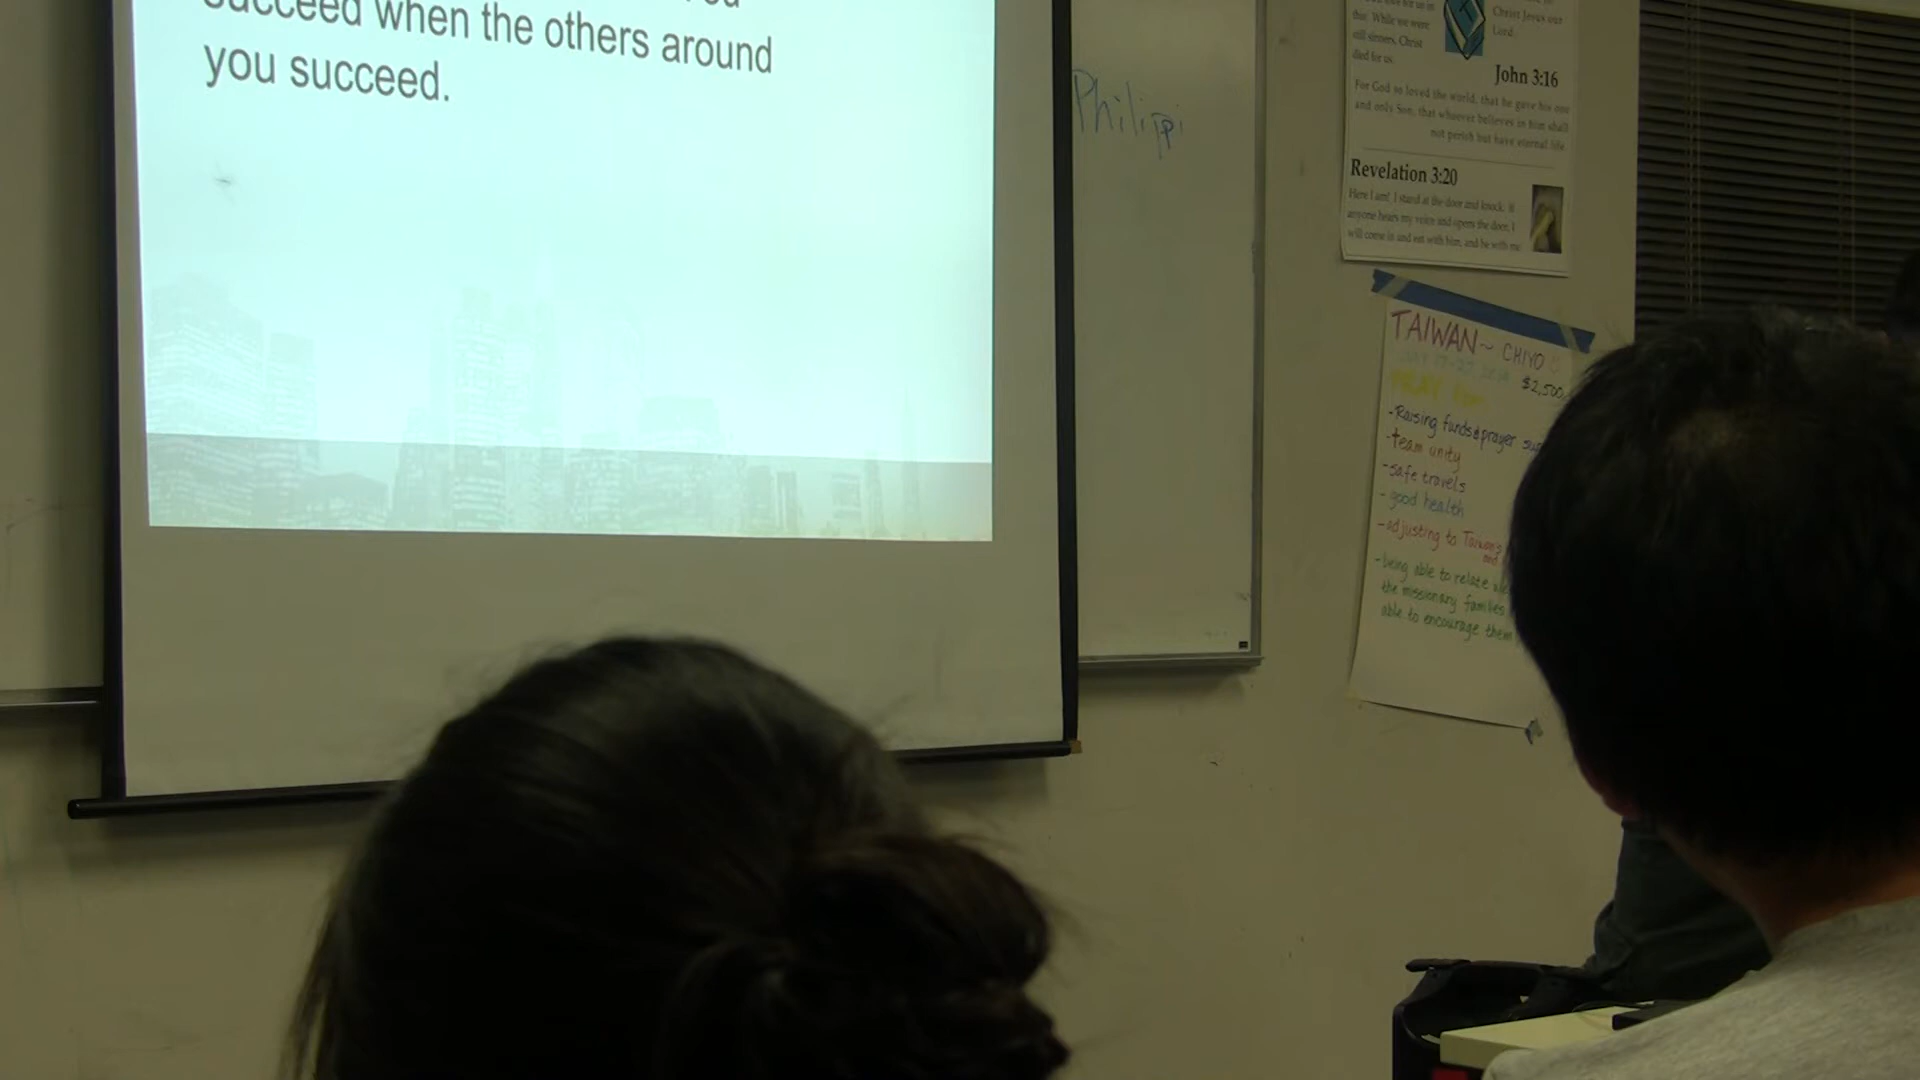 succeed when the others around
you succeed.
Philippi
this. While we were
still sinners, Christ
died for us.
Christ Jesus our
Lord.
John 3:16
For God so loved the world, that he gave his one
and only Son, that whoever believes in him shall
not perish but have eternal life
Revelation 3:20
Here I am! I stand at the door and knock. If
anyone hears my voice and opens the door, I
will come in and eat with him, and he with me
TAIWAN~ CHIYO
$2,500
-Raising funds & prayer
-team unity
-safe travels
-good health
-adjusting to Taiwan's
and
-being able to relate
the missionary families
able to encourage them